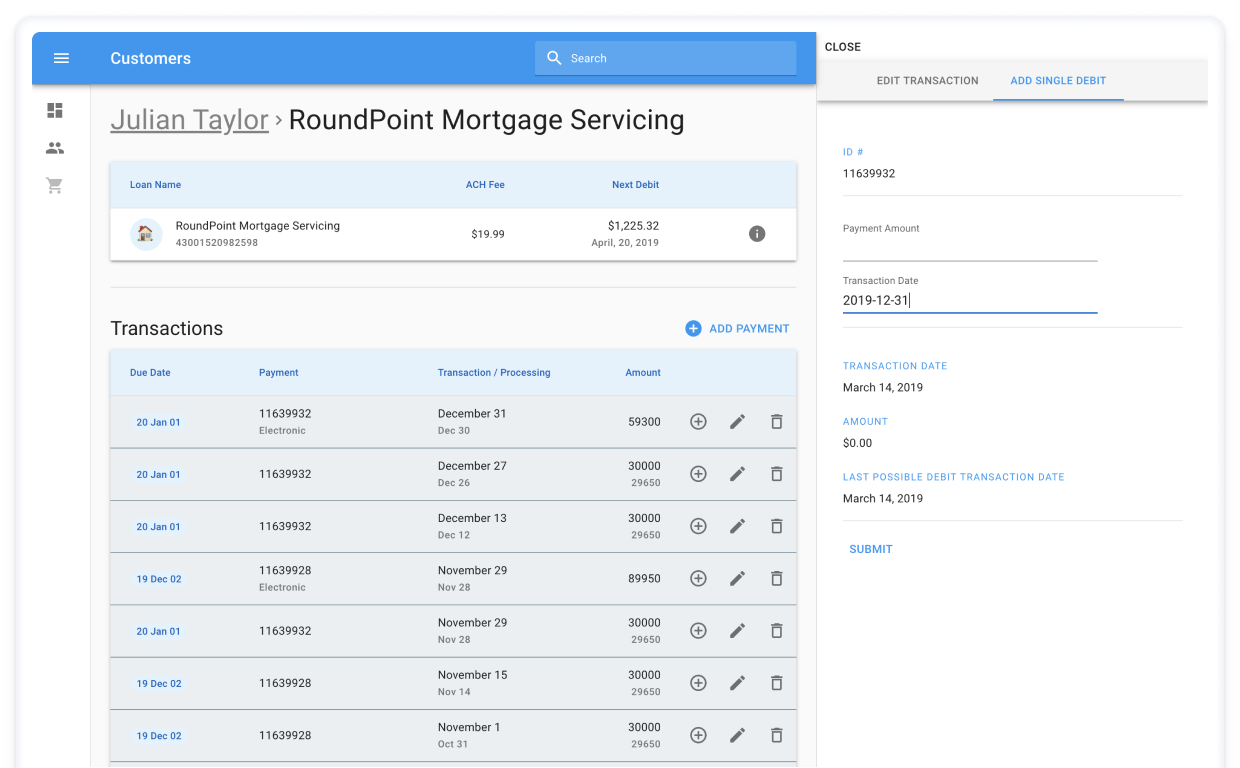 Customers
Search
CLOSE
EDIT TRANSACTION ADD SINGLE DEBIT
Julian Taylor › RoundPoint Mortgage Servicing
Loan Name ACH Fee Next Debit
RoundPoint Mortgage Servicing $19.99 $1,225.32
43001520982598 April, 20, 2019
Transactions
ADD PAYMENT
Due Date Payment Transaction / Processing Amount
20 Jan 01 11639932 December 31 59300
Electronic Dec 30
20 Jan 01 11639932 December 27 30000
Dec 26 29650
20 Jan 01 11639932 December 13 30000
Dec 12 29650
19 Dec 02 11639928 November 29 89950
Electronic Nov 28
20 Jan 01 11639932 November 29 30000
Nov 28 29650
19 Dec 02 11639928 November 15 30000
Nov 14 29650
19 Dec 02 11639928 November 1 30000
Oct 31 29650
ID #
11639932
Payment Amount
Transaction Date
2019-12-31
TRANSACTION DATE
March 14, 2019
AMOUNT
$0.00
LAST POSSIBLE DEBIT TRANSACTION DATE
March 14, 2019
SUBMIT